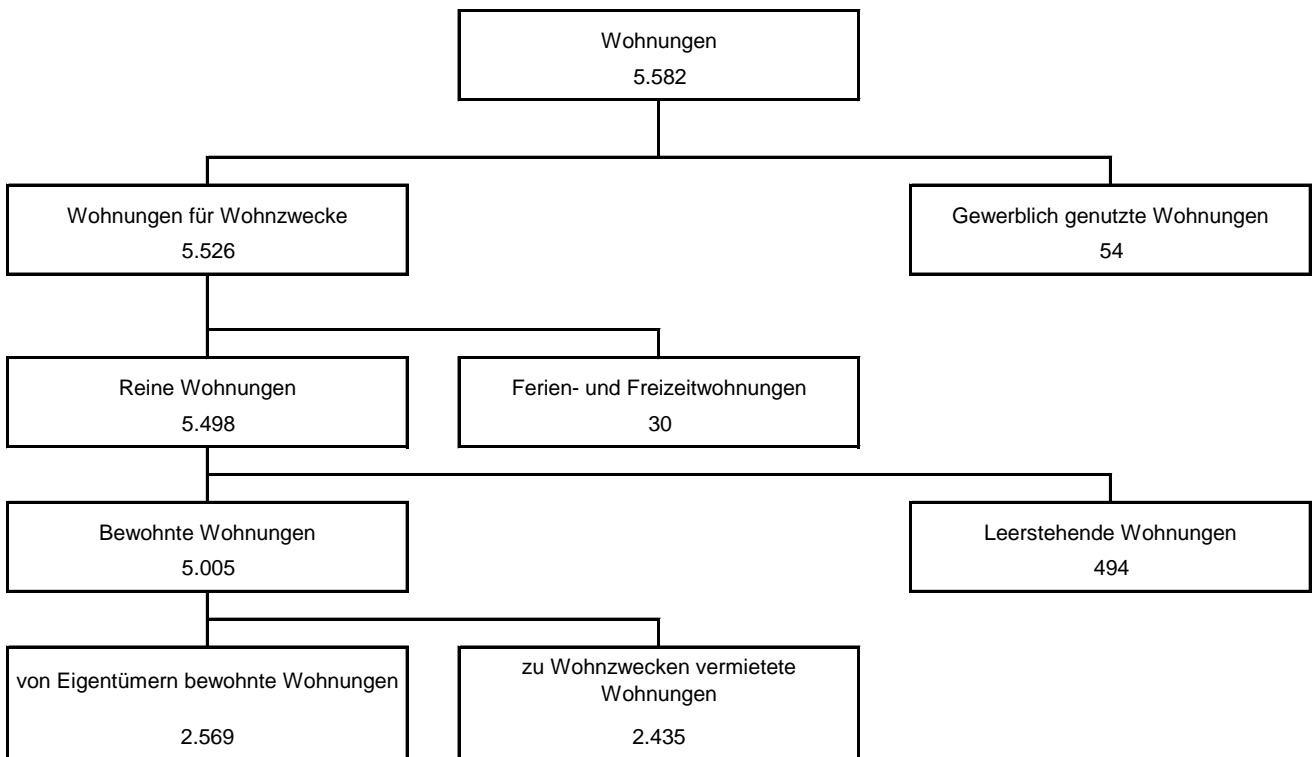 Wohnungen
5.582
Wohnungen für Wohnzwecke
5.526
Gewerblich genutzte Wohnungen
54
Reine Wohnungen
5.498
Ferien- und Freizeitwohnungen
30
Bewohnte Wohnungen
5.005
Leerstehende Wohnungen
494
von Eigentümern bewohnte Wohnungen
2.569
zu Wohnzwecken vermietete
Wohnungen
2.435